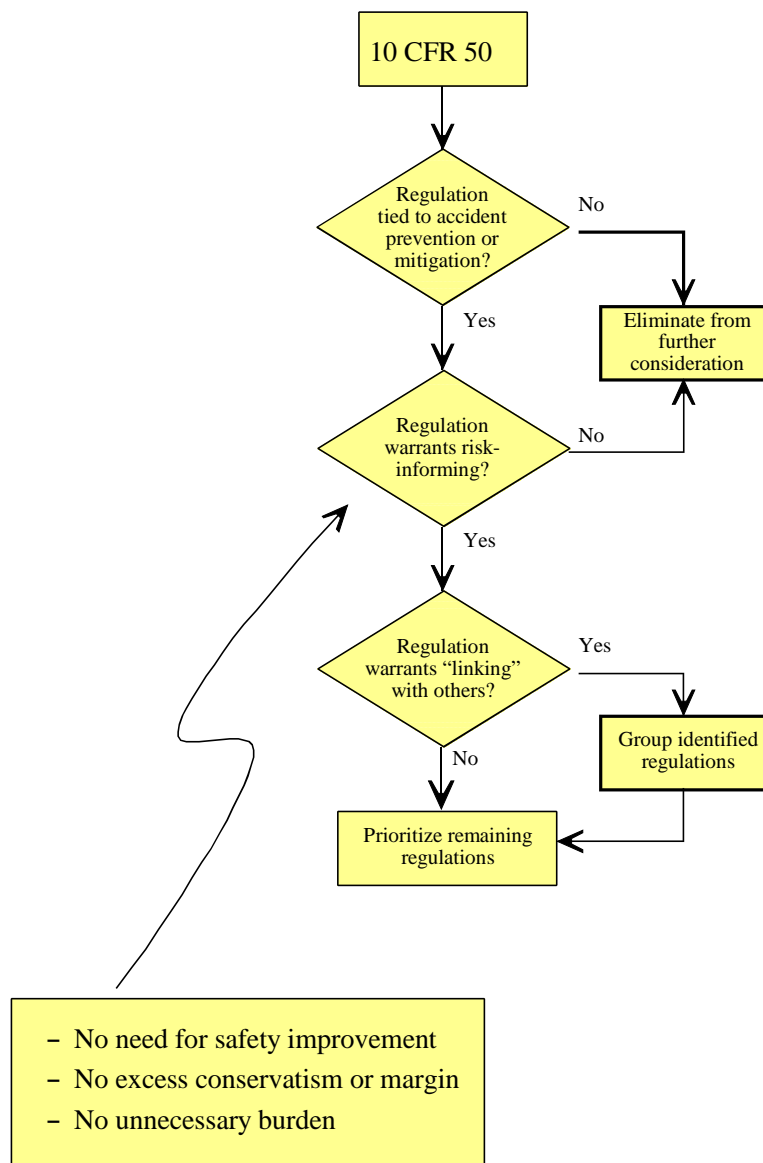 10 CFR 50
Regulation
tied to accident
prevention or
mitigation?
No
Yes
Eliminate from
further
consideration
Regulation
warrants risk-
informing?
No
Yes
Regulation
warrants “linking”
with others?
Yes
No
Group identified
regulations
Prioritize remaining
regulations
– No need for safety improvement
– No excess conservatism or margin
– No unnecessary burden